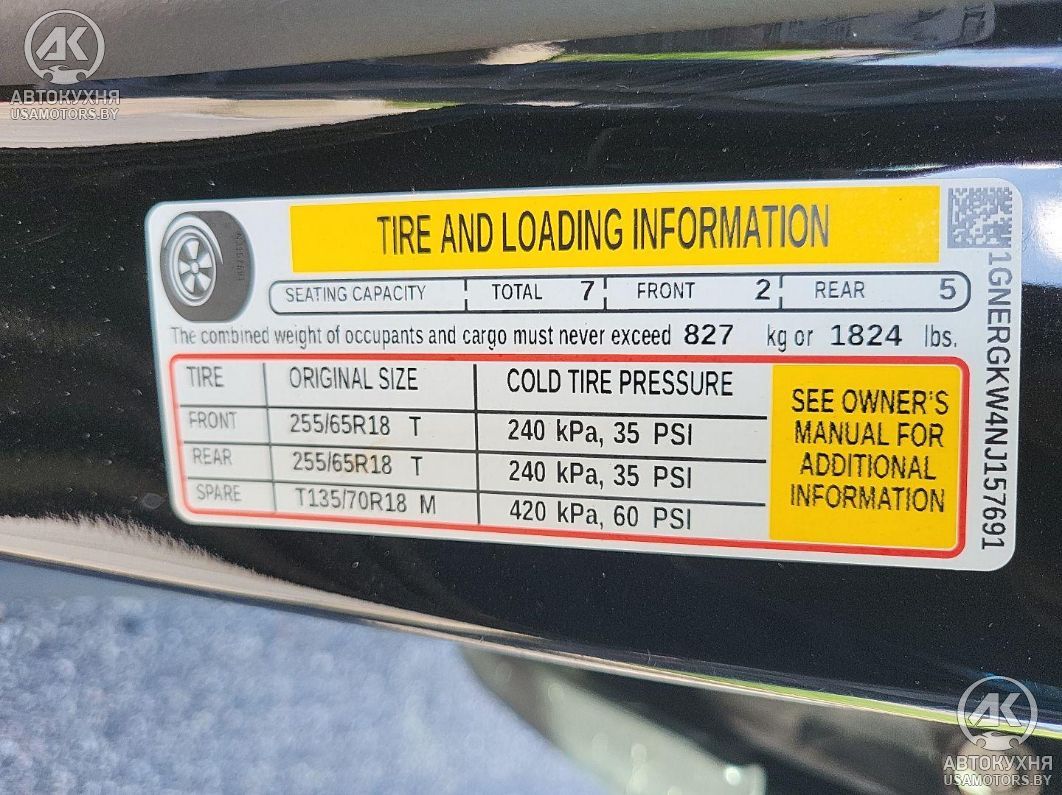 АК
АВТОКУХНЯ
USAMOTORS.BY
TIRE AND LOADING INFORMATION
SEATING CAPACITY TOTAL 7 FRONT 2 REAR 5
The combined weight of occupants and cargo must never exceed 827 kg or 1824 lbs.
TIRE ORIGINAL SIZE COLD TIRE PRESSURE
FRONT 255/65R18 T 240 kPa, 35 PSI
REAR 255/65R18 T 240 kPa, 35 PSI
SPARE T135/70R18 M 420 kPa, 60 PSI
SEE OWNER'S
MANUAL FOR
ADDITIONAL
INFORMATION
1GNERGKW4NJ157691
АК
АВТОКУХНЯ
USAMOTORS.BY